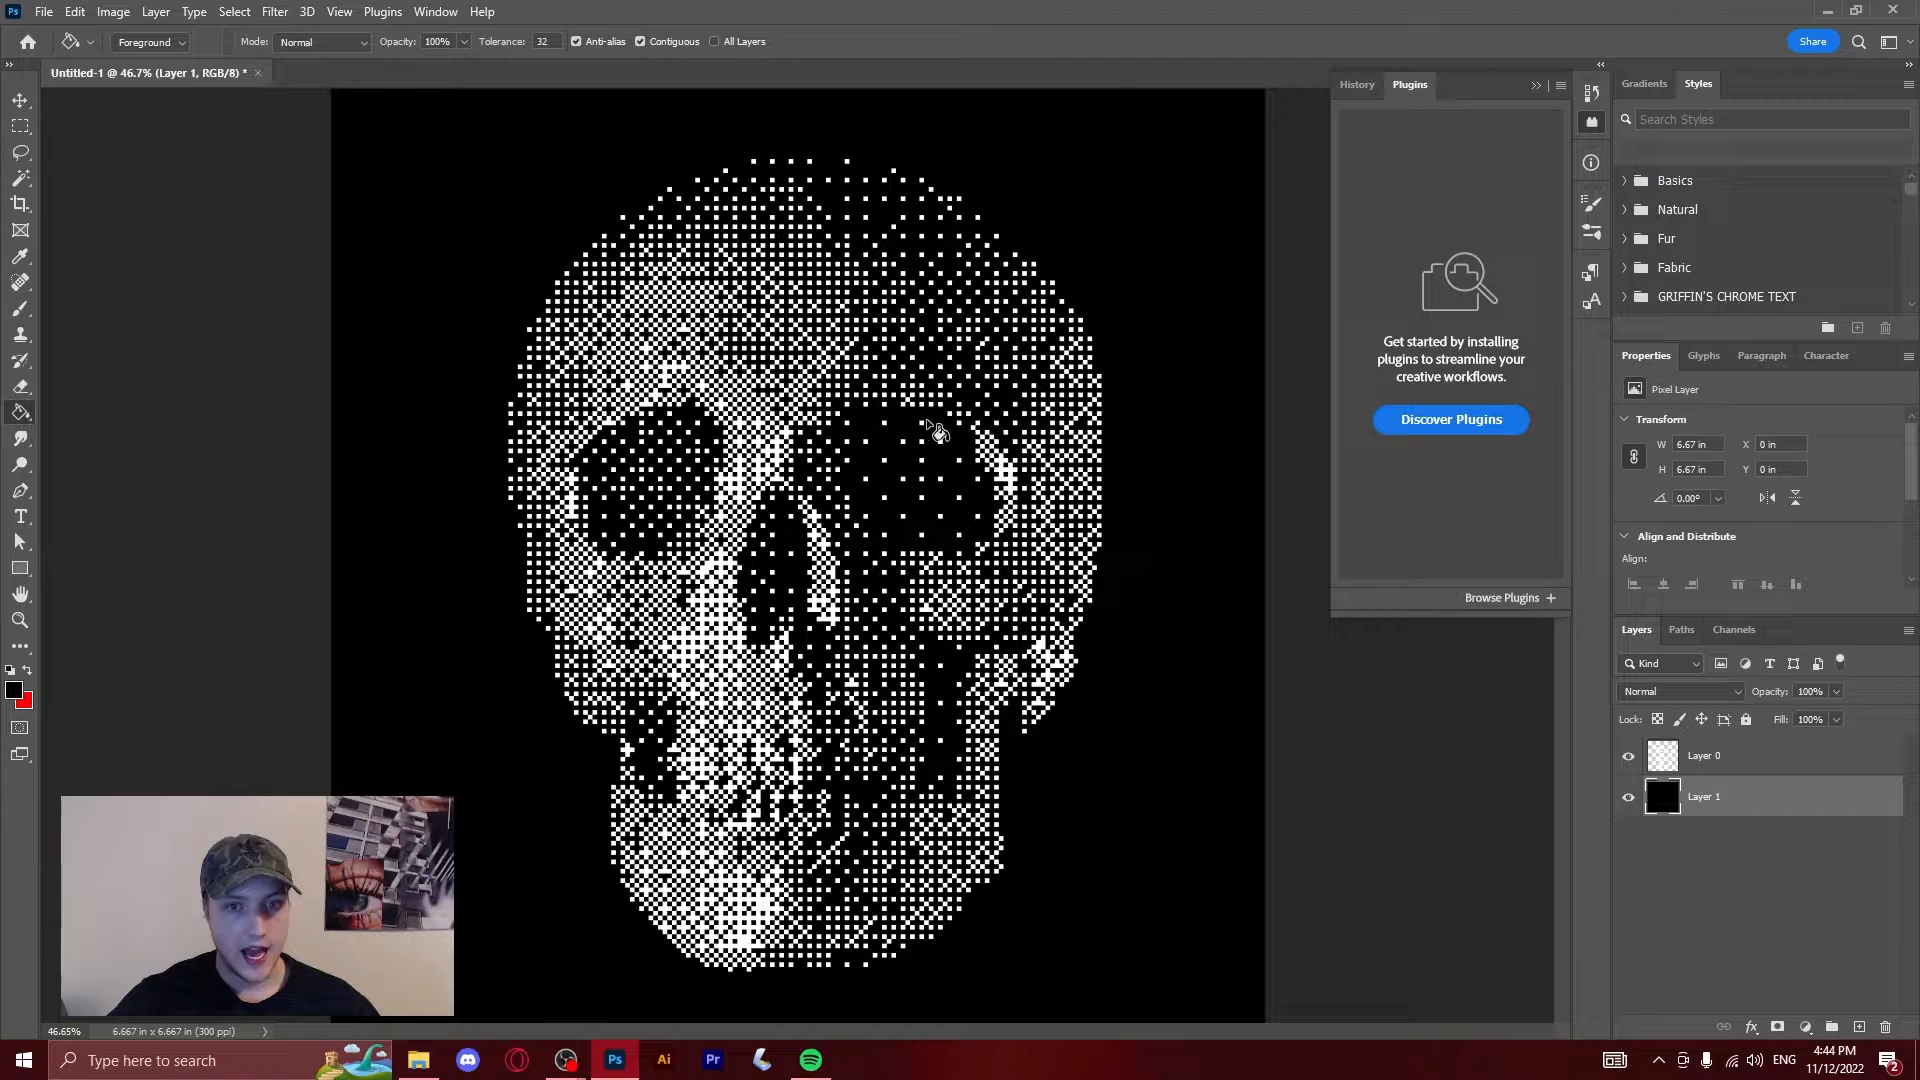 Ps File Edit Image Layer Type Select Filter 3D View Plugins Window Help
Foreground Mode: Normal Opacity: 100% Tolerance: 32 Anti-alias Contiguous All Layers Share
Untitled-1 @ 46.7% (Layer 1, RGB/8) *
History Plugins
Get started by installing
plugins to streamline your
creative workflows.
Discover Plugins
Browse Plugins
Gradients Styles
Search Styles
Basics
Natural
Fur
Fabric
GRIFFIN'S CHROME TEXT
Properties Glyphs Paragraph Character
Pixel Layer
Transform
W 6.67 in X 0 in
H 6.67 in Y 0 in
0.00°
Align and Distribute
Align:
Layers Paths Channels
Kind
Normal Opacity: 100%
Lock: Fill: 100%
Layer 0
Layer 1
fx
46.65% 6.667 in x 6.667 in (300 ppi)
Type here to search
Ps Ai Pr
ENG
4:44 PM
11/12/2022
2